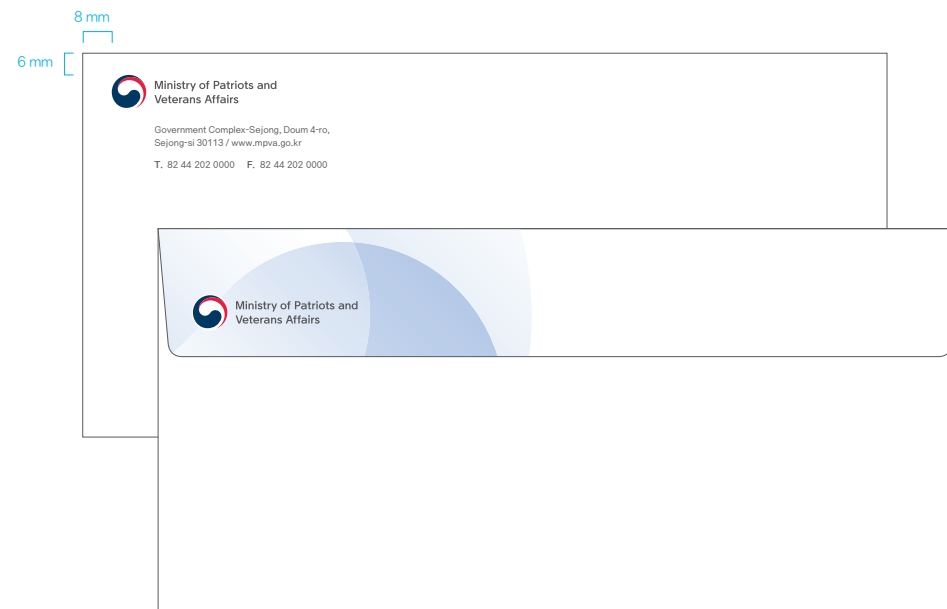 8 mm
6 mm
Ministry of Patriots and
Veterans Affairs
Government Complex-Sejong, Doum 4-ro,
Sejong-si 30113 / www.mpva.go.kr
T. 82 44 202 0000 F. 82 44 202 0000
Ministry of Patriots and
Veterans Affairs